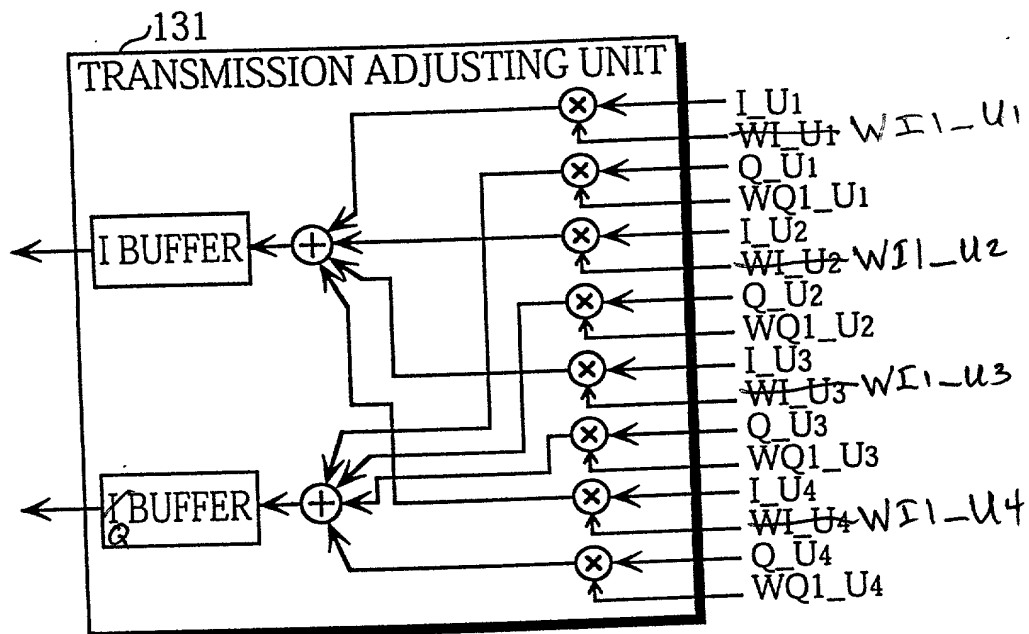 131
TRANSMISSION ADJUSTING UNIT
I_U1
WI_U1 WI1_U1
Q_U1
WQ1_U1
I_U2
WI_U2 WI1_U2
Q_U2
WQ1_U2
I_U3
WI_U3 WI1_U3
Q_U3
WQ1_U3
I_U4
WI_U4 WI1_U4
Q_U4
WQ1_U4
I BUFFER
I BUFFER
Q